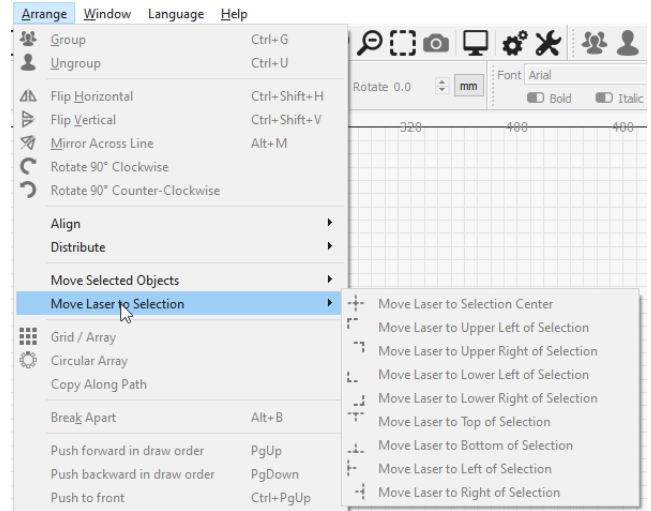 Arrange Window Language Help
Group Ctrl+G
Ungroup Ctrl+U
Flip Horizontal Ctrl+Shift+H
Flip Vertical Ctrl+Shift+V
Mirror Across Line Alt+M
Rotate 90° Clockwise
Rotate 90° Counter-Clockwise
Align
Distribute
Move Selected Objects
Move Laser to Selection
Grid / Array
Circular Array
Copy Along Path
Break Apart Alt+B
Push forward in draw order PgUp
Push backward in draw order PgDown
Push to front Ctrl+PgUp
Rotate 0.0 mm
Font Arial
Bold Italic
320 400 480
Move Laser to Selection Center
Move Laser to Upper Left of Selection
Move Laser to Upper Right of Selection
Move Laser to Lower Left of Selection
Move Laser to Lower Right of Selection
Move Laser to Top of Selection
Move Laser to Bottom of Selection
Move Laser to Left of Selection
Move Laser to Right of Selection